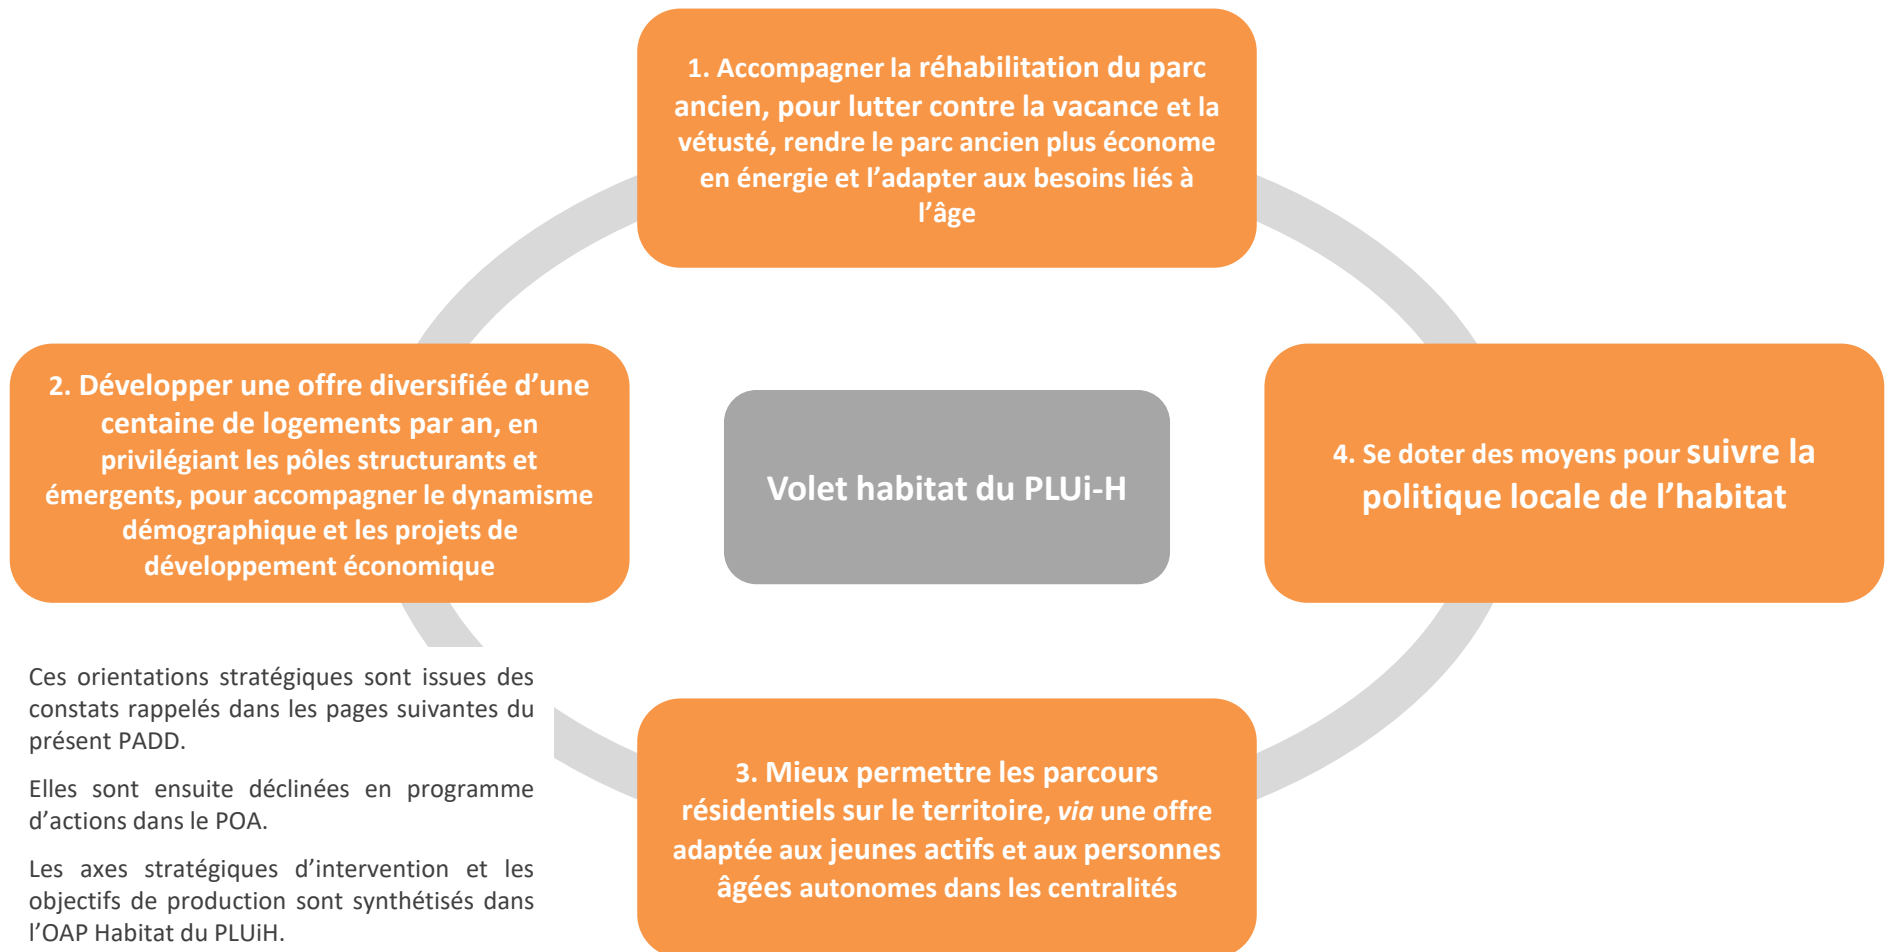 1. Accompagner la réhabilitation du parc
ancien, pour lutter contre la vacance et la
vétusté, rendre le parc ancien plus économe
en énergie et l’adapter aux besoins liés à
l’âge
2. Développer une offre diversifiée d’une
centaine de logements par an, en
privilégiant les pôles structurants et
émergents, pour accompagner le dynamisme
démographique et les projets de
développement économique
Volet habitat du PLUi-H
4. Se doter des moyens pour suivre la
politique locale de l’habitat
3. Mieux permettre les parcours
résidentiels sur le territoire, via une offre
adaptée aux jeunes actifs et aux personnes
âgées autonomes dans les centralités
Ces orientations stratégiques sont issues des
constats rappelés dans les pages suivantes du
présent PADD.
Elles sont ensuite déclinées en programme
d’actions dans le POA.
Les axes stratégiques d’intervention et les
objectifs de production sont synthétisés dans
l’OAP Habitat du PLUiH.